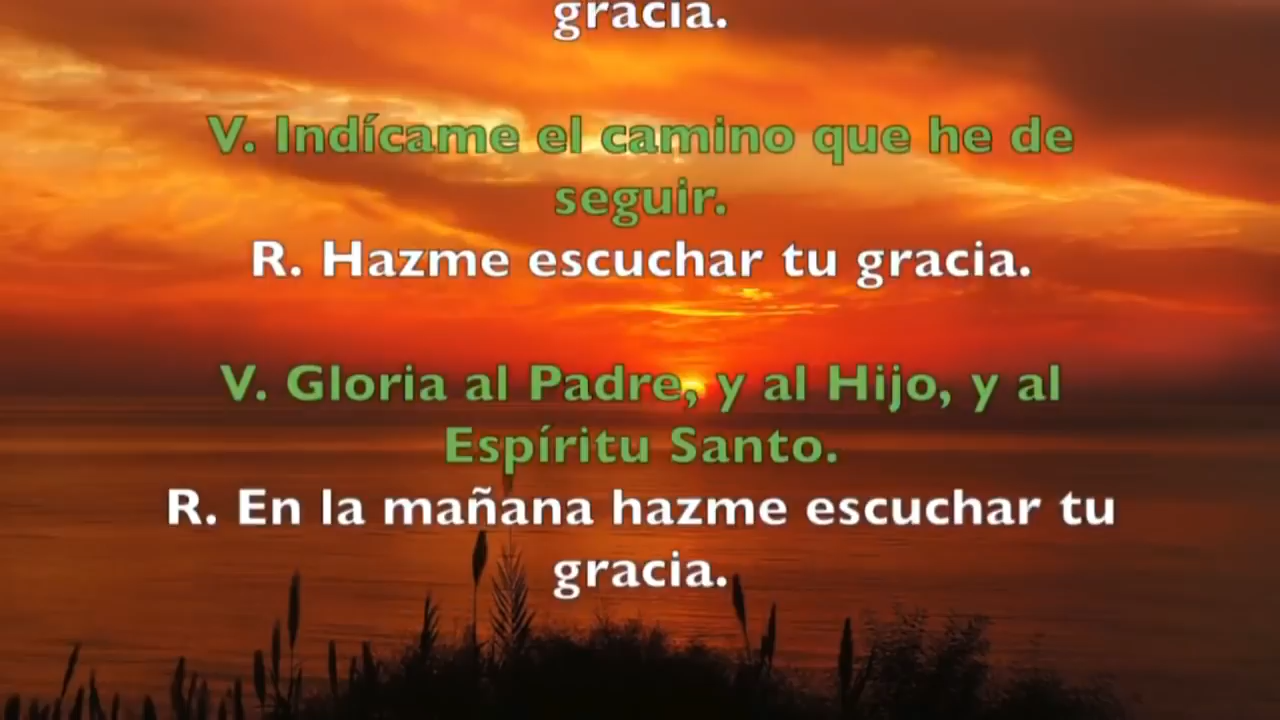 gracia.
V. Indícame el camino que he de
seguir.
R. Hazme escuchar tu gracia.
V. Gloria al Padre, y al Hijo, y al
Espíritu Santo.
R. En la mañana hazme escuchar tu
gracia.